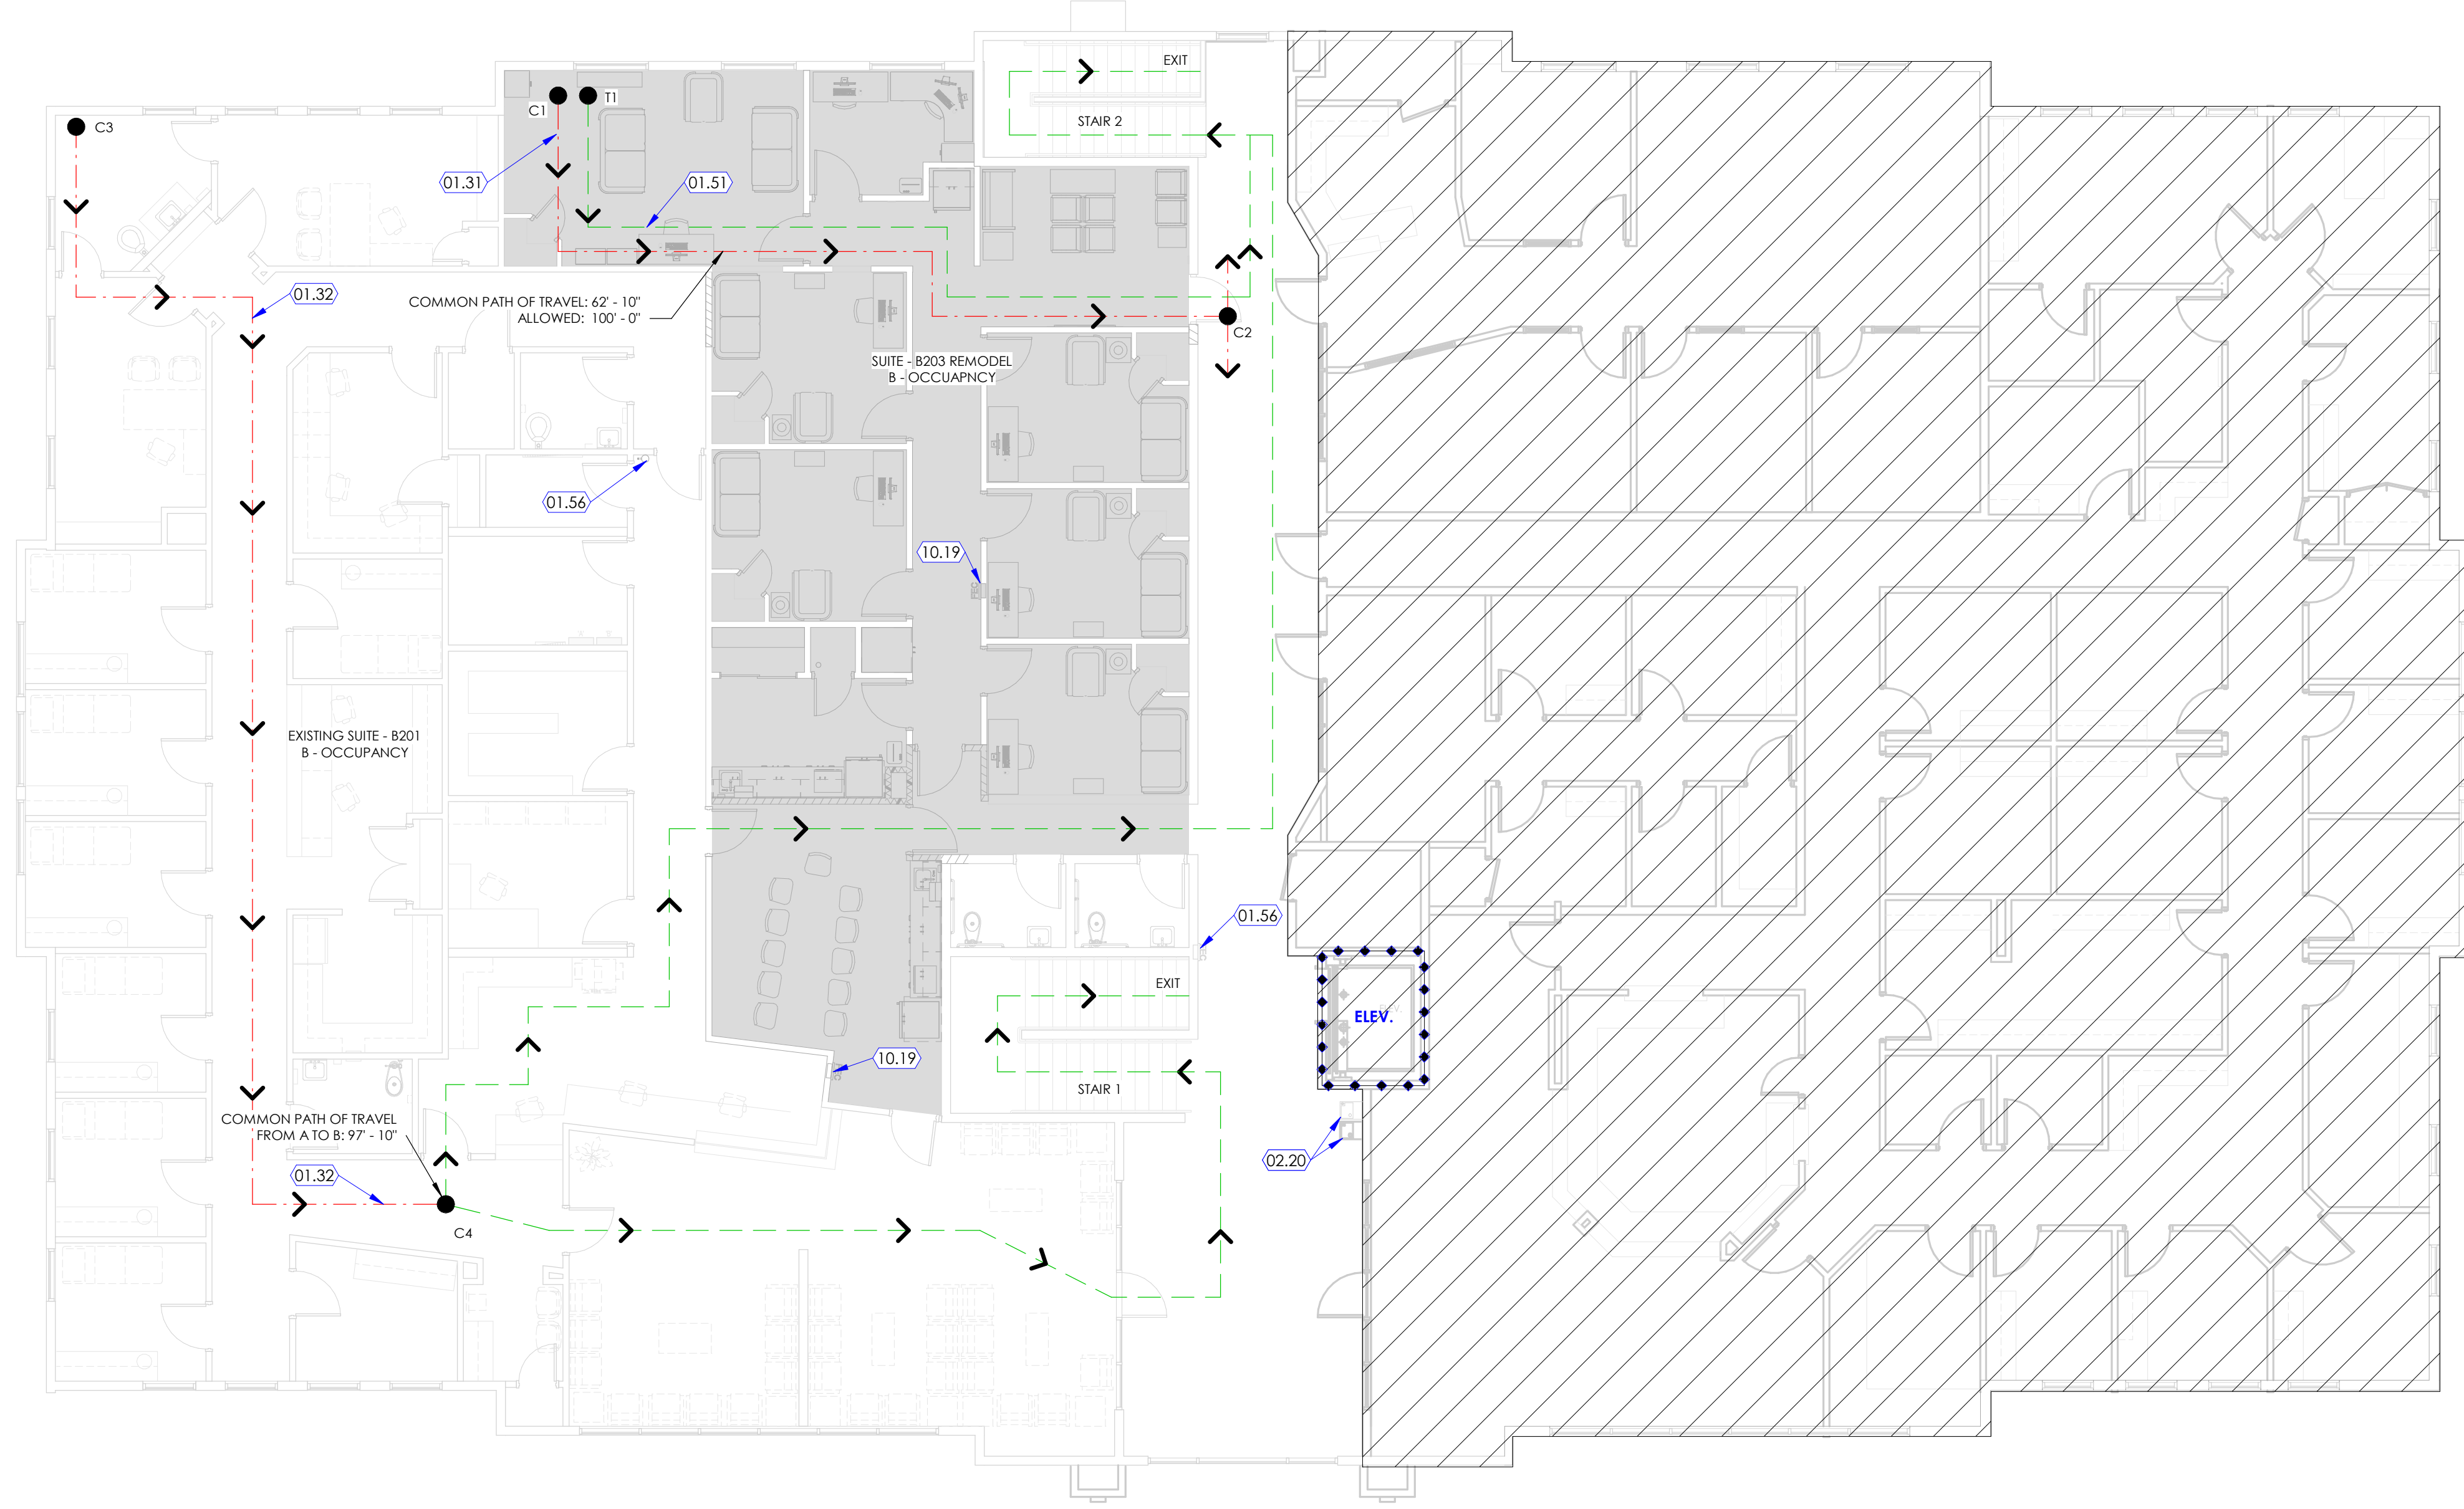 EXIT
C1
T1
STAIR 2
C3
01.31
01.51
01.32
COMMON PATH OF TRAVEL: 62' - 10"
ALLOWED: 100' - 0"
C2
SUITE - B203 REMODEL
B - OCCUAPNCY
01.56
10.19
EXISTING SUITE - B201
B - OCCUPANCY
01.56
EXIT
ELEV.
10.19
STAIR 1
COMMON PATH OF TRAVEL
FROM A TO B: 97' - 10"
02.20
01.32
C4